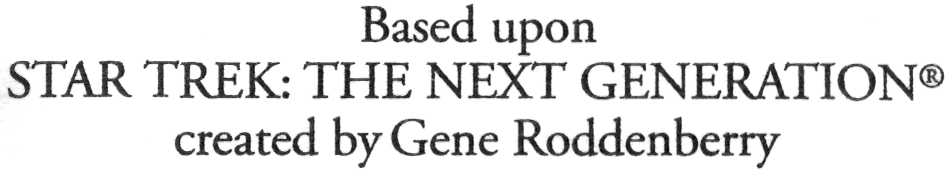 Based upon
STAR TREK: THE NEXT GENERATION®
created by Gene Roddenberry